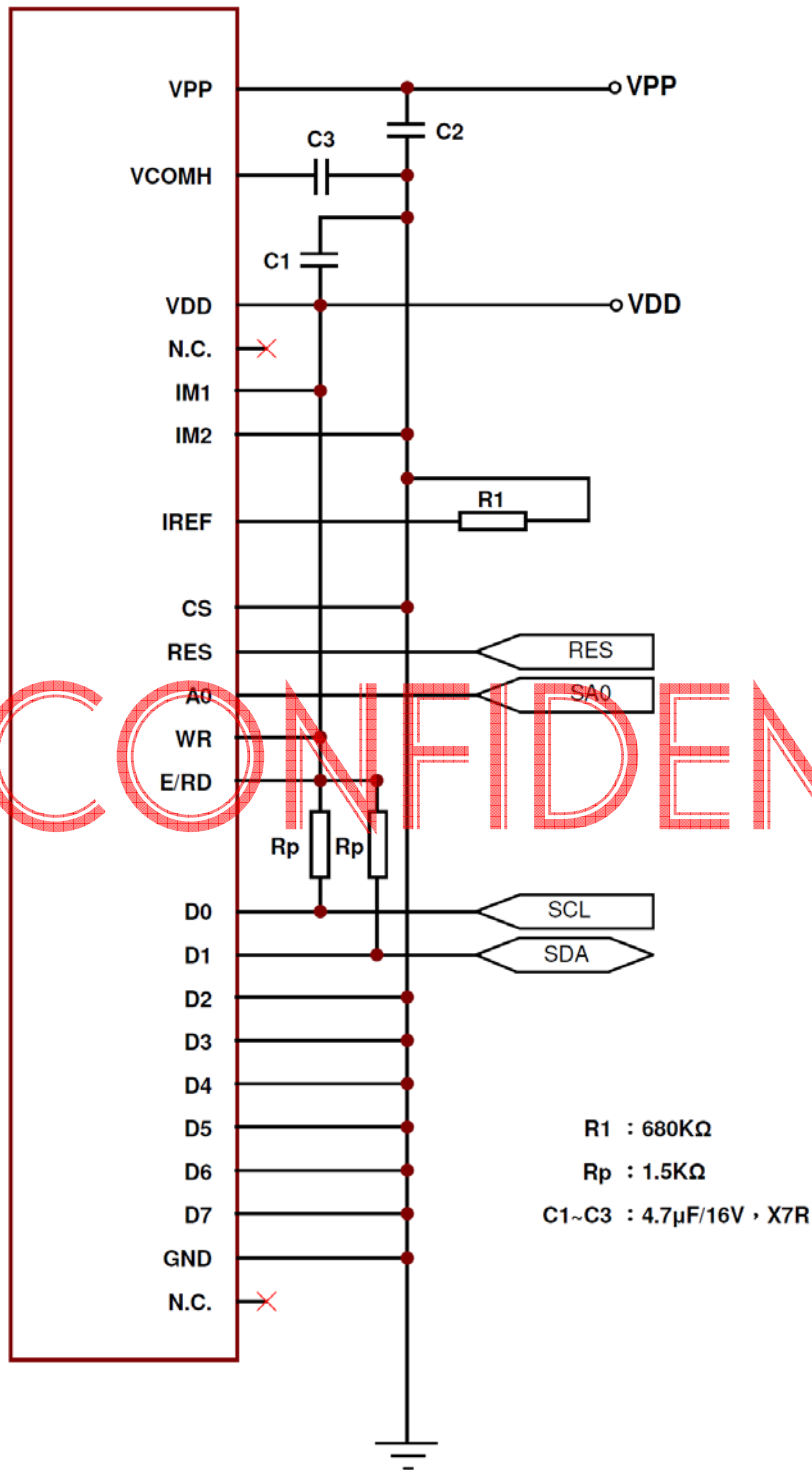 VPP
VPP
C2
C3
VCOMH
C1
VDD
VDD
N.C.
IM1
IM2
R1
IREF
CS
RES
RES
A0
SA0
WR
E/RD
CONFIDEN
Rp
Rp
D0
SCL
D1
SDA
D2
D3
D4
D5
R1 : 680KΩ
D6
Rp : 1.5KΩ
D7
C1~C3 : 4.7µF/16V，X7R
GND
N.C.